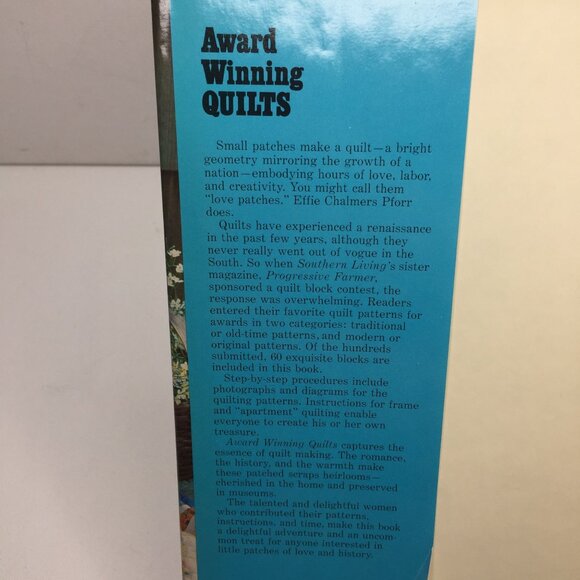 Award
Winning
QUILTS
Small patches make a quilt—a bright
geometry mirroring the growth of a
nation—embodying hours of love, labor,
and creativity. You might call them
"love patches." Effie Chalmers Pforr
does.
Quilts have experienced a renaissance
in the past few years, although they
never really went out of vogue in the
South. So when Southern Living's sister
magazine, Progressive Farmer,
sponsored a quilt block contest, the
response was overwhelming. Readers
entered their favorite quilt patterns for
awards in two categories: traditional
or old-time patterns, and modern or
original patterns. Of the hundreds
submitted, 60 exquisite blocks are
included in this book.
Step-by-step procedures include
photographs and diagrams for the
quilting patterns. Instructions for frame
and "apartment" quilting enable
everyone to create his or her own
treasure.
Award Winning Quilts captures the
essence of quilt making. The romance,
the history, and the warmth make
these patched scraps heirlooms—
cherished in the home and preserved
in museums.
The talented and delightful women
who contributed their patterns,
instructions, and time, make this book
a delightful adventure and an uncom-
mon treat for anyone interested in
little patches of love and history.